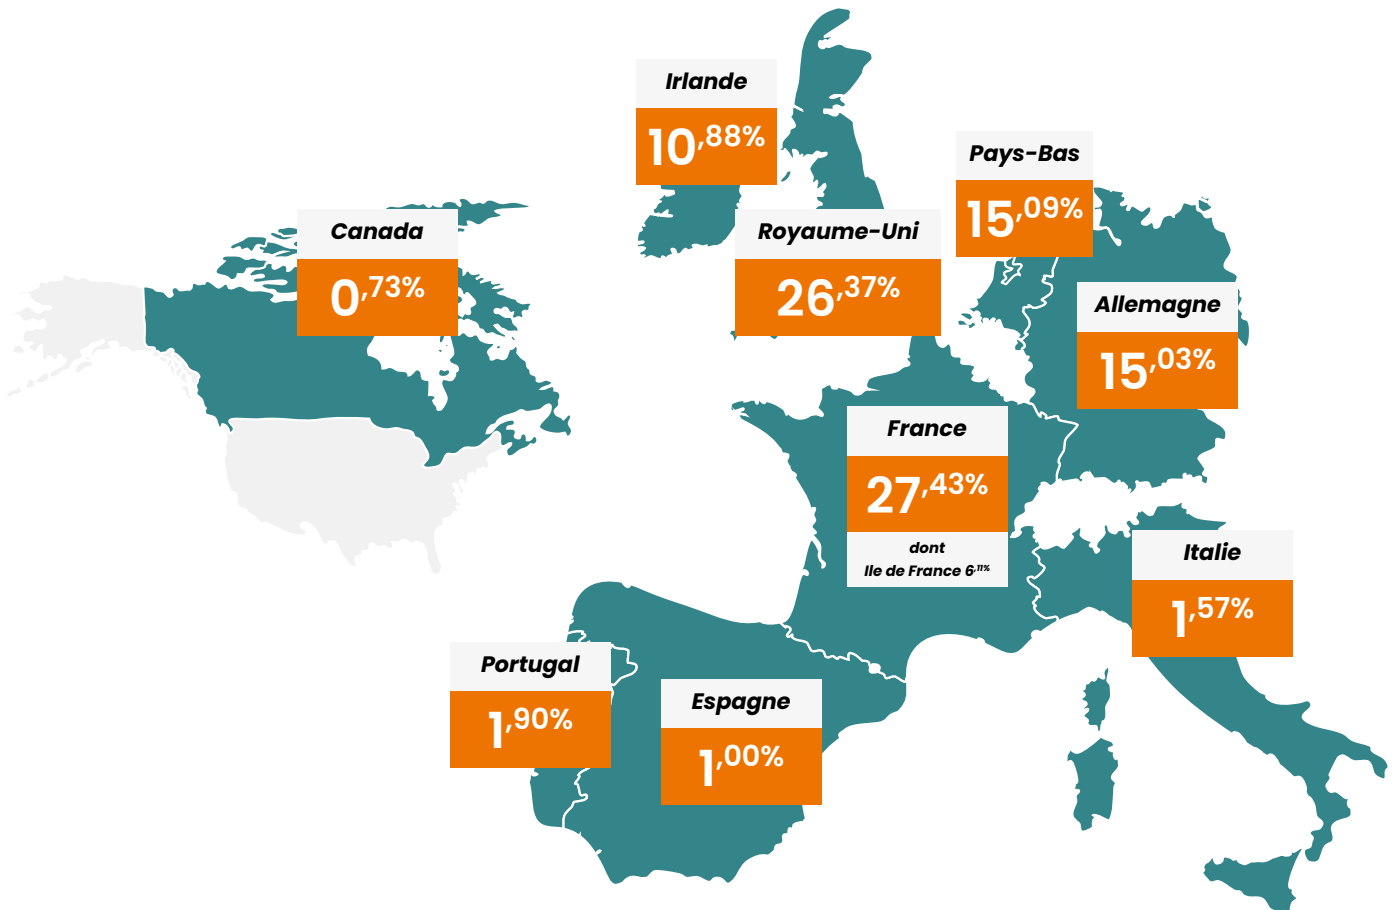 Irlande
10,88%
Pays-Bas
15,09%
Canada
0,73%
Royaume-Uni
26,37%
Allemagne
15,03%
France
27,43%
dont
Ile de France 6,11%
Italie
1,57%
Portugal
1,90%
Espagne
1,00%